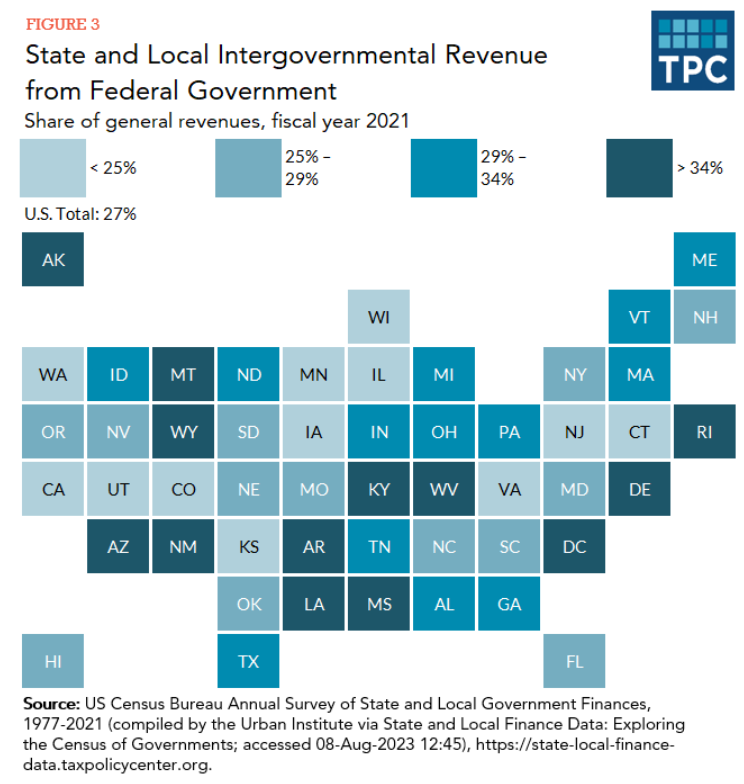 FIGURE 3
State and Local Intergovernmental Revenue
from Federal Government
Share of general revenues, fiscal year 2021
TPC
< 25%
25% –
29%
29% –
34%
> 34%
U.S. Total: 27%
AK ME
WI VT NH
WA ID MT ND MN IL MI NY MA
OR NV WY SD IA IN OH PA NJ CT RI
CA UT CO NE MO KY WV VA MD DE
AZ NM KS AR TN NC SC DC
OK LA MS AL GA
HI TX FL
Source: US Census Bureau Annual Survey of State and Local Government Finances,
1977-2021 (compiled by the Urban Institute via State and Local Finance Data: Exploring
the Census of Governments; accessed 08-Aug-2023 12:45), https://state-local-finance-
data.taxpolicycenter.org.